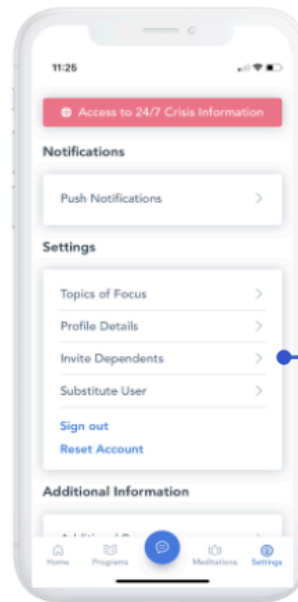 11:25
Access to 24/7 Crisis Information
Notifications
Push Notifications
Settings
Topics of Focus
Profile Details
Invite Dependents
Substitute User
Sign out
Reset Account
Additional Information
Home Programs Meditations Settings